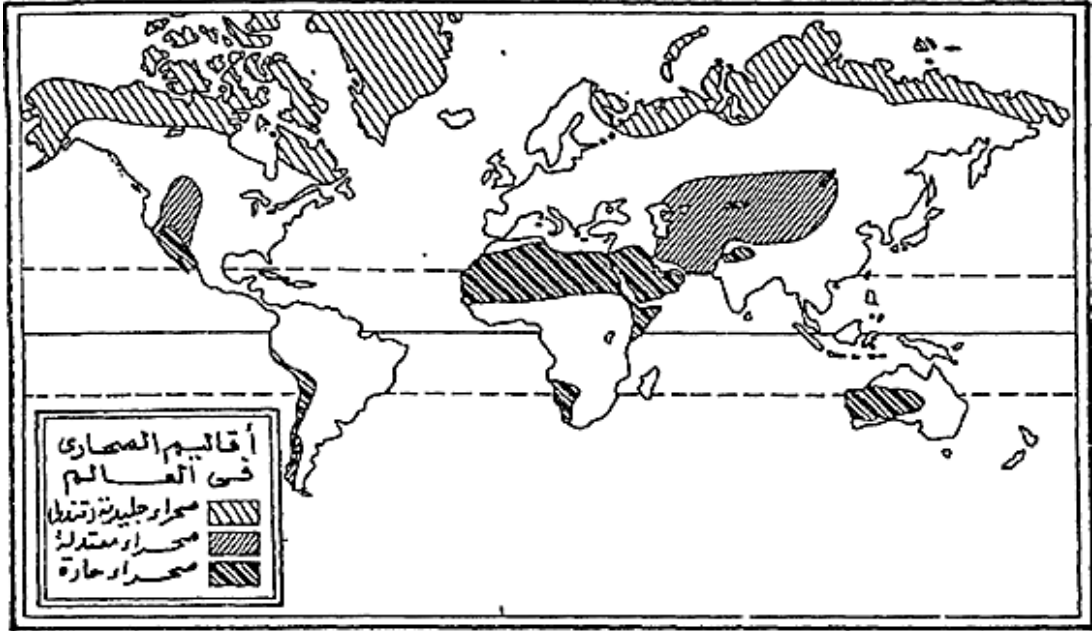 أقاليم الصحارى
فى العالم
صحراء جليدية (تندرا)
صحراء معتدلة
صحراء حارة